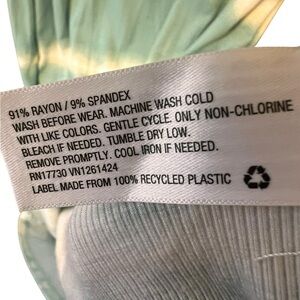 91% RAYON / 9% SPANDEX
WASH BEFORE WEAR. MACHINE WASH COLD
WITH LIKE COLORS. GENTLE CYCLE. ONLY NON-CHLORINE
BLEACH IF NEEDED. TUMBLE DRY LOW.
REMOVE PROMPTLY. COOL IRON IF NEEDED.
RN17730 VN1261424
LABEL MADE FROM 100% RECYCLED PLASTIC